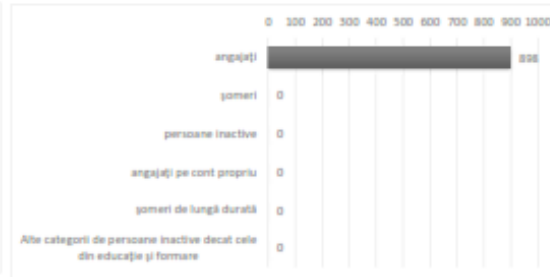 0 100 200 300 400 500 600 700 800 900 1000
angajați 898
șomeri 0
persoane inactive 0
angajați pe cont propriu 0
șomeri de lungă durată 0
Alte categorii de persoane inactive decat cele
din educație și formare 0